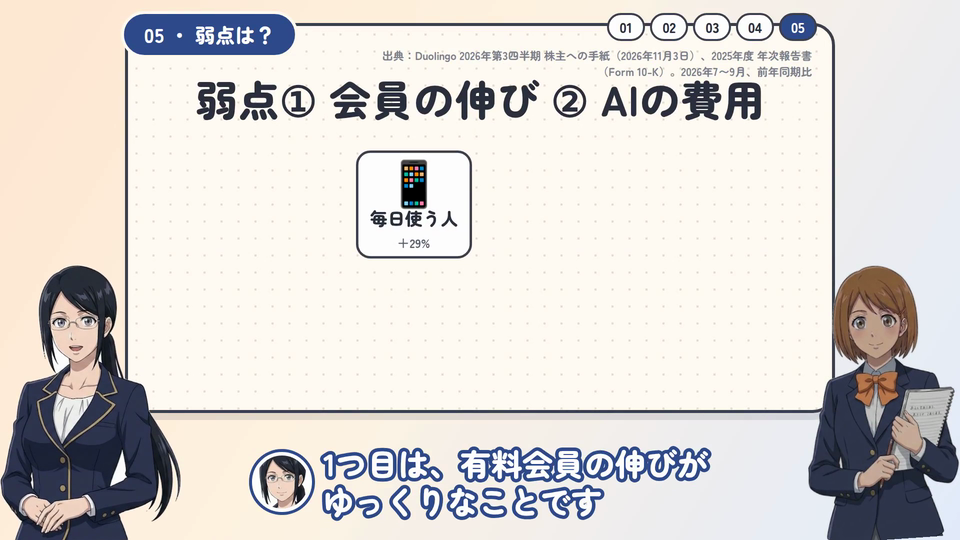 05 ・ 弱点は？
01 02 03 04 05
出典：Duolingo 2026年第3四半期 株主への手紙（2026年11月3日）、2025年度 年次報告書
（Form 10-K）。2026年7〜9月、前年同期比
弱点① 会員の伸び ② AIの費用
毎日使う人
＋29%
1つ目は、有料会員の伸びが
ゆっくりなことです